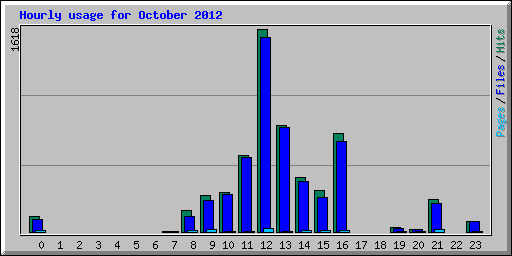 Hourly usage for October 2012
1618
Pages/Files/Hits
0 1 2 3 4 5 6 7 8 9 10 11 12 13 14 15 16 17 18 19 20 21 22 23